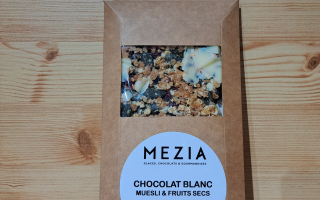 MEZIA
GLACES, CHOCOLATS & GOURMANDISES
CHOCOLAT BLANC
MUESLI & FRUITS SECS